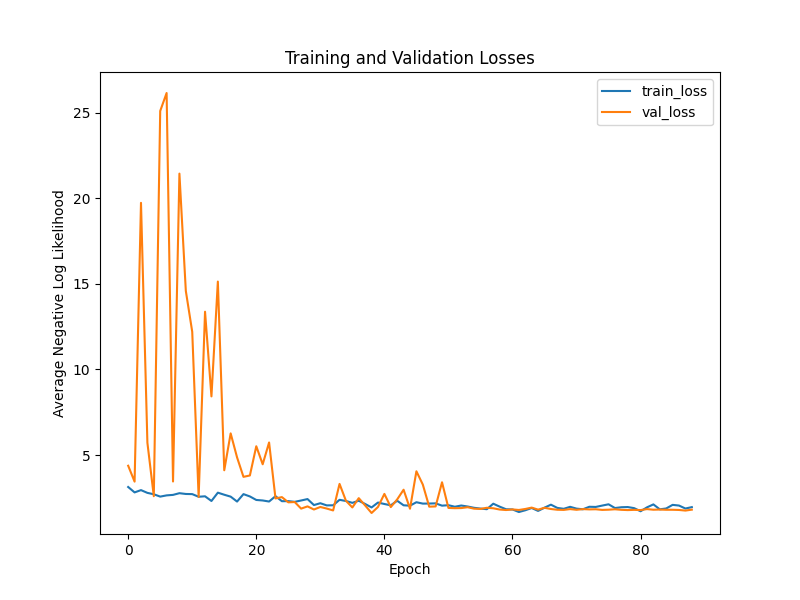 Training and Validation Losses
train_loss
val_loss
Average Negative Log Likelihood
25
20
15
10
5
0
20
40
60
80
Epoch